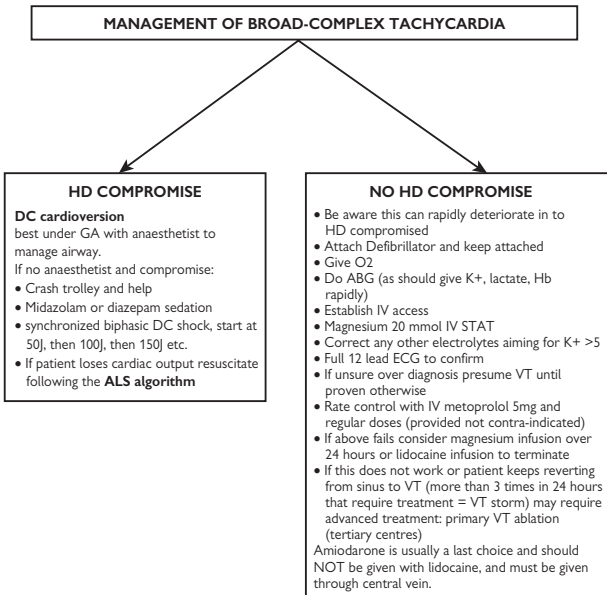 MANAGEMENT OF BROAD-COMPLEX TACHYCARDIA
HD COMPROMISE
DC cardioversion
best under GA with anaesthetist to
manage airway.
If no anaesthetist and compromise:
• Crash trolley and help
• Midazolam or diazepam sedation
• synchronized biphasic DC shock, start at
50J, then 100J, then 150J etc.
• If patient loses cardiac output resuscitate
following the ALS algorithm
NO HD COMPROMISE
• Be aware this can rapidly deteriorate in to
HD compromised
• Attach Defibrillator and keep attached
• Give O2
• Do ABG (as should give K+, lactate, Hb
rapidly)
• Establish IV access
• Magnesium 20 mmol IV STAT
• Correct any other electrolytes aiming for K+ >5
• Full 12 lead ECG to confirm
• If unsure over diagnosis presume VT until
proven otherwise
• Rate control with IV metoprolol 5mg and
regular doses (provided not contra-indicated)
• If above fails consider magnesium infusion over
24 hours or lidocaine infusion to terminate
• If this does not work or patient keeps reverting
from sinus to VT (more than 3 times in 24 hours
that require treatment = VT storm) may require
advanced treatment: primary VT ablation
(tertiary centres)
Amiodarone is usually a last choice and should
NOT be given with lidocaine, and must be given
through central vein.